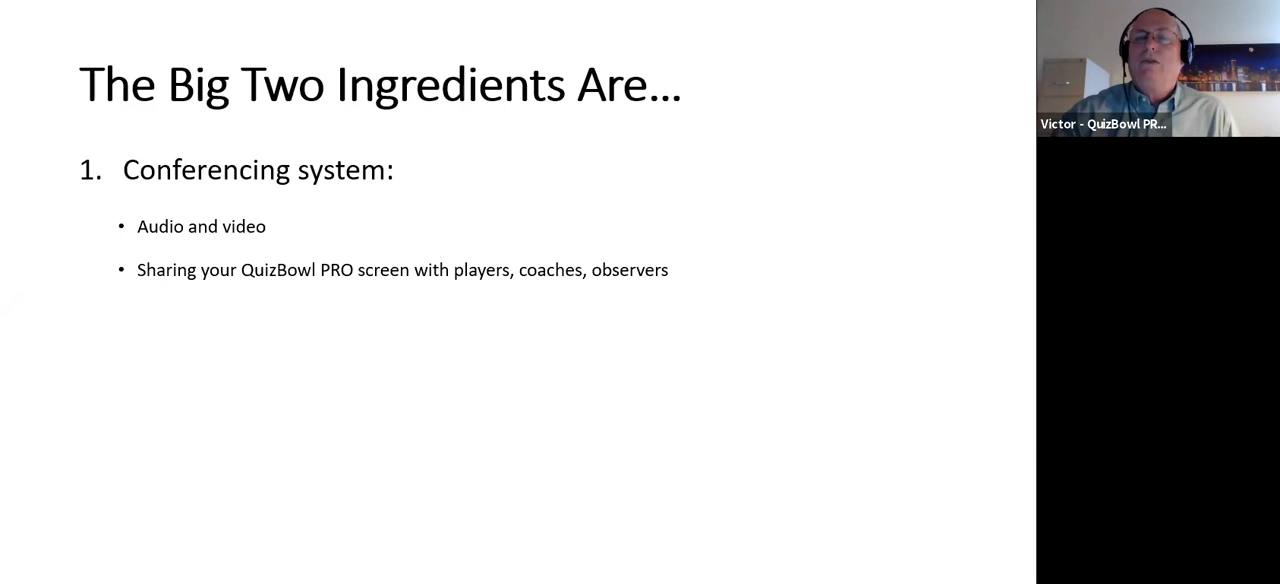 The Big Two Ingredients Are...
1. Conferencing system:
• Audio and video
• Sharing your QuizBowl PRO screen with players, coaches, observers
Victor - QuizBowl PR...